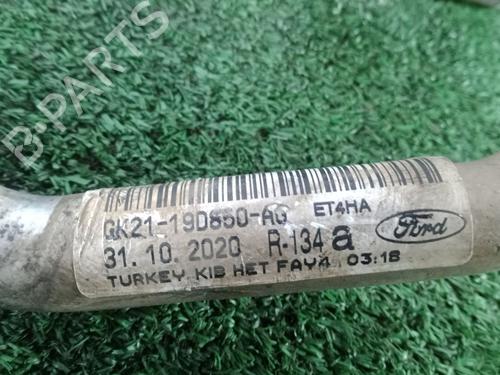 B-PARTS
GK21-19D850-AG ET4HA
31.10.2020 R-134a Ford
TURKEY KIB HET FAY4 03:18